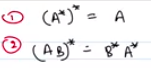 ① (A*)* = A
② (AB)* = B* A*